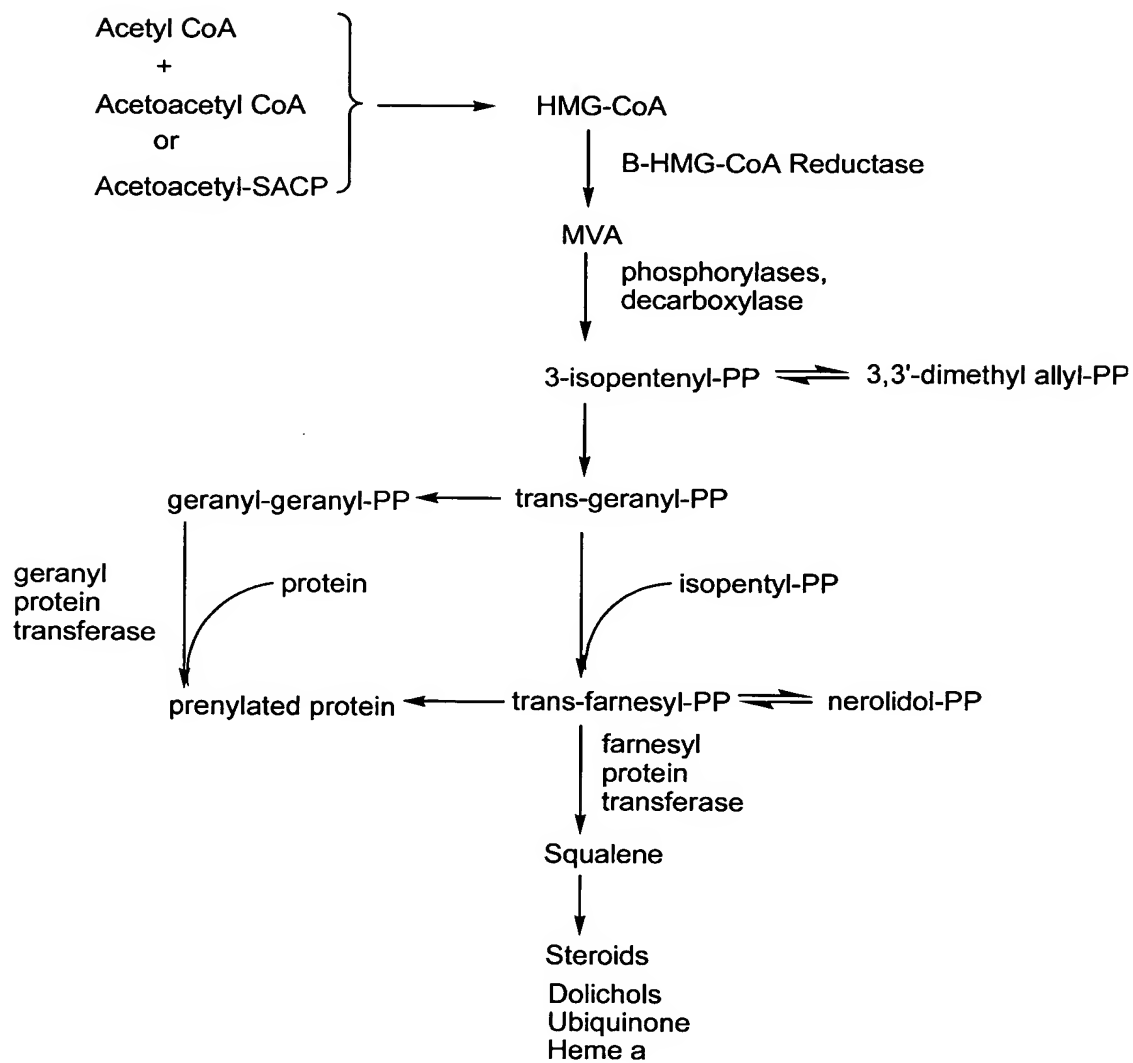 Acetyl CoA
+
Acetoacetyl CoA
or
Acetoacetyl-SACP
HMG-CoA
B-HMG-CoA Reductase
MVA
phosphorylases,
decarboxylase
3-isopentenyl-PP
3,3'-dimethyl allyl-PP
geranyl-geranyl-PP
trans-geranyl-PP
geranyl
protein
transferase
protein
isopentyl-PP
prenylated protein
trans-farnesyl-PP
nerolidol-PP
farnesyl
protein
transferase
Squalene
Steroids
Dolichols
Ubiquinone
Heme a